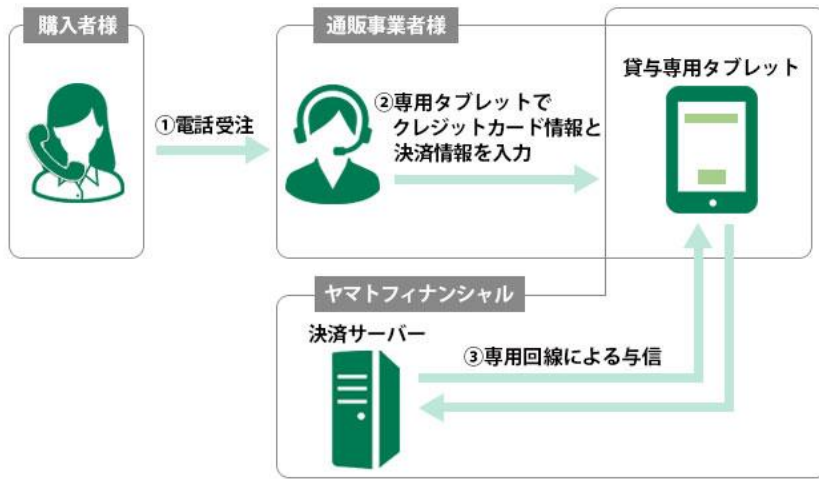 購入者様
通販事業者様
貸与専用タブレット
①電話受注
②専用タブレットで
クレジットカード情報と
決済情報を入力
ヤマトフィナンシャル
決済サーバー
③専用回線による与信